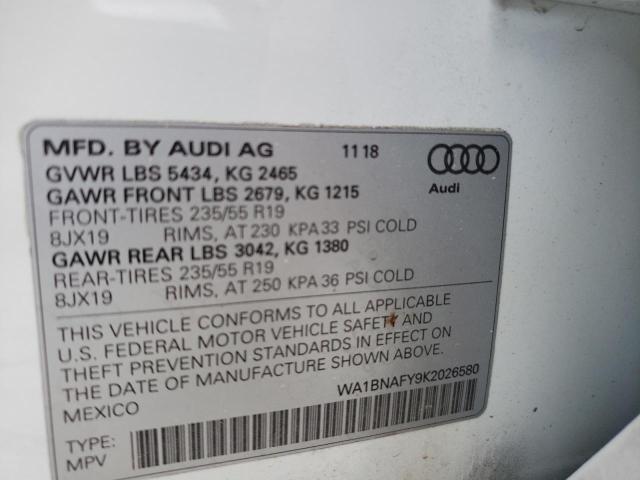 MFD. BY AUDI AG 11 18
GVWR LBS 5434, KG 2465
GAWR FRONT LBS 2679, KG 1215
FRONT-TIRES 235/55 R19
8JX19 RIMS, AT 230 KPA 33 PSI COLD
GAWR REAR LBS 3042, KG 1380
REAR-TIRES 235/55 R19
8JX19 RIMS, AT 250 KPA 36 PSI COLD
Audi
THIS VEHICLE CONFORMS TO ALL APPLICABLE
U.S. FEDERAL MOTOR VEHICLE SAFETY AND
THEFT PREVENTION STANDARDS IN EFFECT ON
THE DATE OF MANUFACTURE SHOWN ABOVE.
MEXICO WA1BNAFY9K2026580
TYPE:
MPV